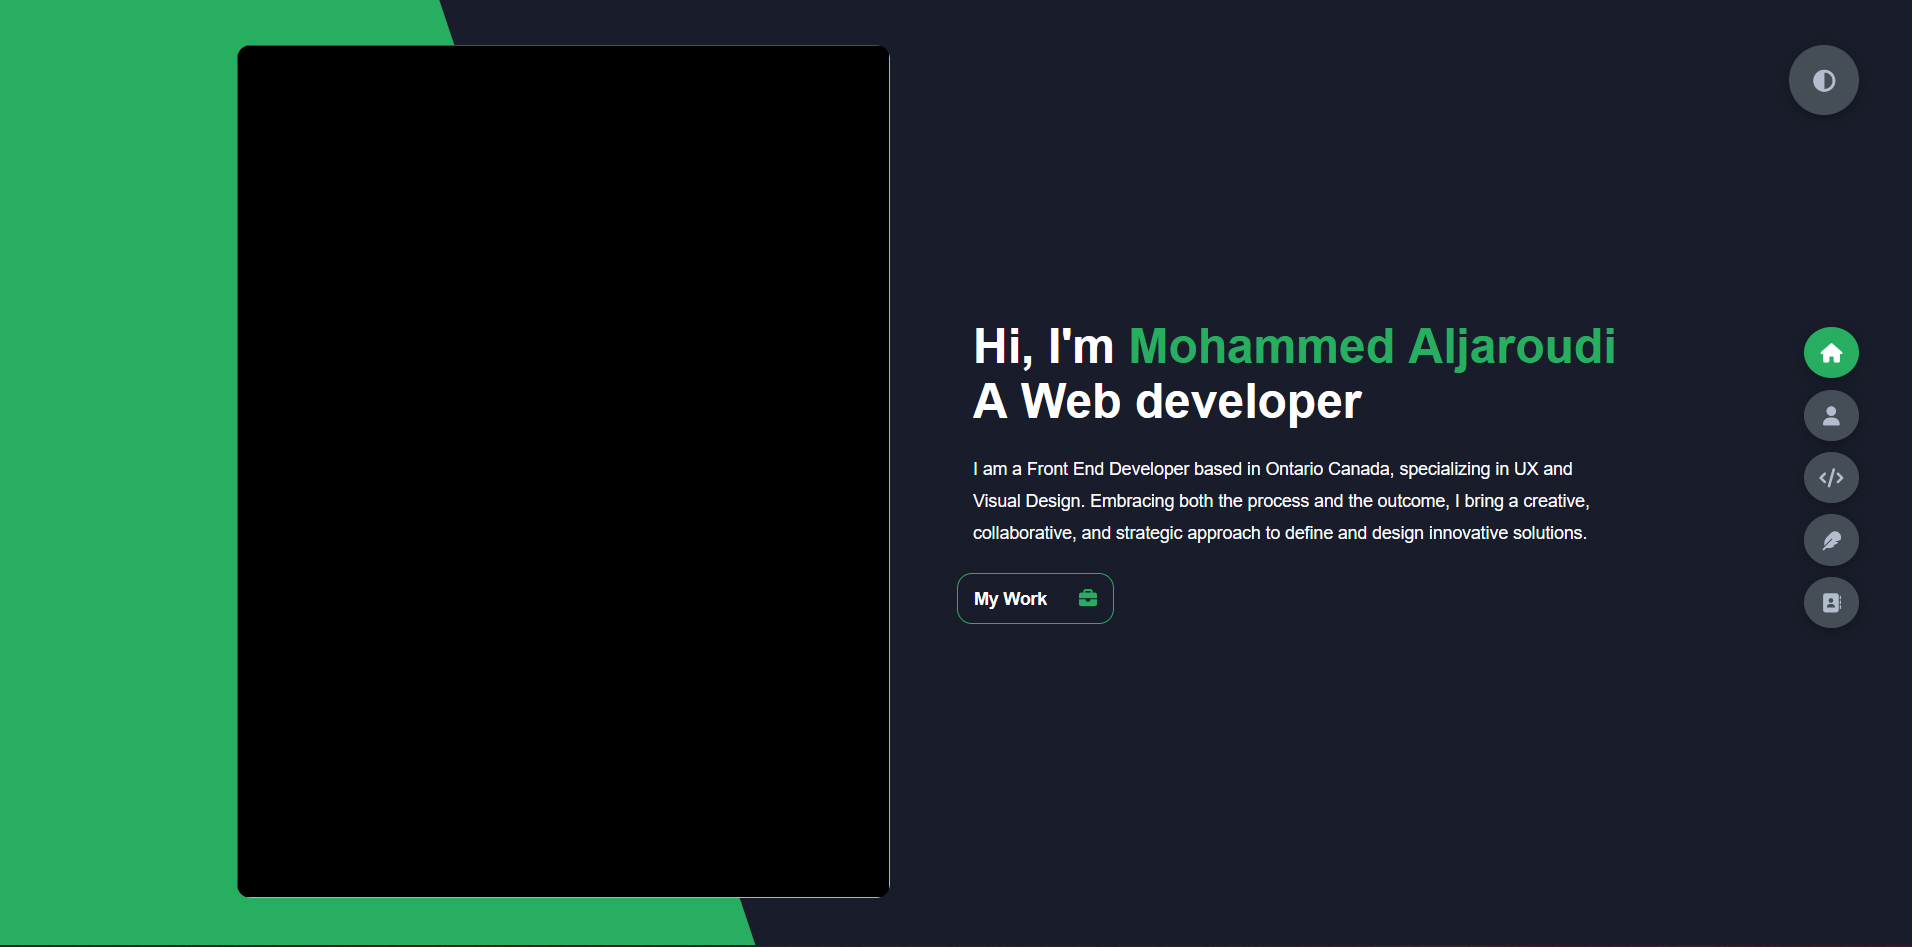 Hi, I'm Mohammed Aljaroudi
A Web developer
I am a Front End Developer based in Ontario Canada, specializing in UX and
Visual Design. Embracing both the process and the outcome, I bring a creative,
collaborative, and strategic approach to define and design innovative solutions.
My Work